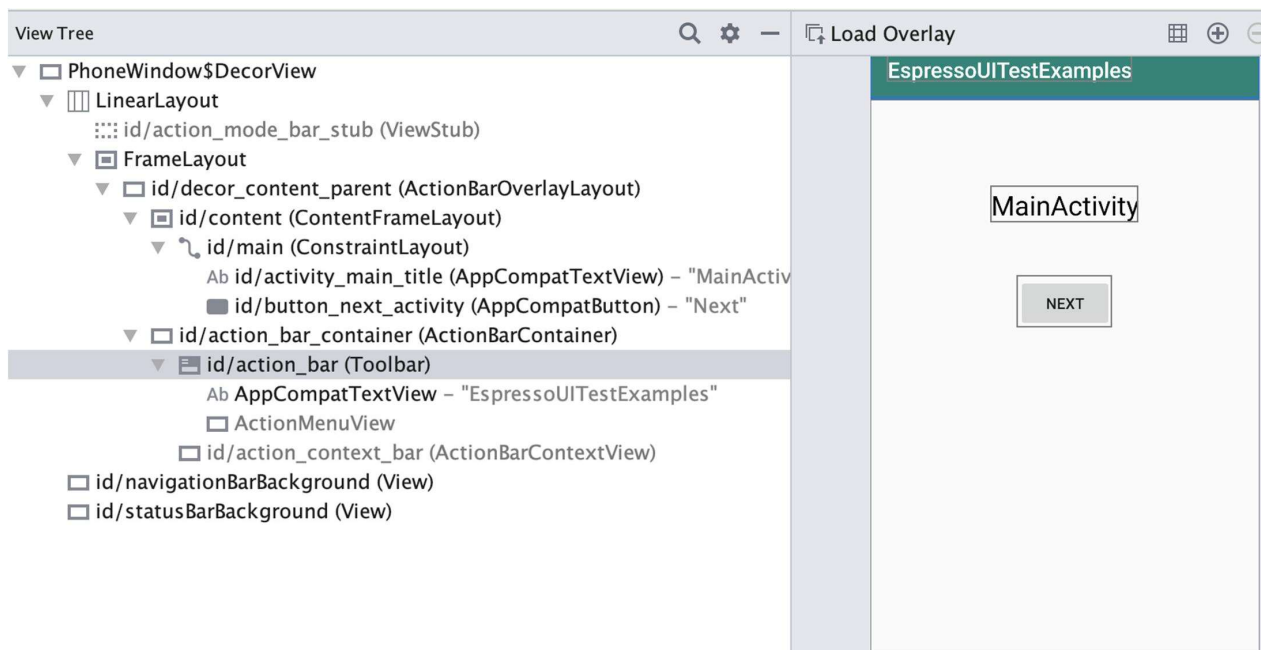 View Tree
PhoneWindow$DecorView
LinearLayout
id/action_mode_bar_stub (ViewStub)
FrameLayout
id/decor_content_parent (ActionBarOverlayLayout)
id/content (ContentFrameLayout)
id/main (ConstraintLayout)
Ab id/activity_main_title (AppCompatTextView) – "MainActiv
id/button_next_activity (AppCompatButton) – "Next"
id/action_bar_container (ActionBarContainer)
id/action_bar (Toolbar)
Ab AppCompatTextView – "EspressoUITestExamples"
ActionMenuView
id/action_context_bar (ActionBarContextView)
id/navigationBarBackground (View)
id/statusBarBackground (View)
Load Overlay
EspressoUITestExamples
MainActivity
NEXT